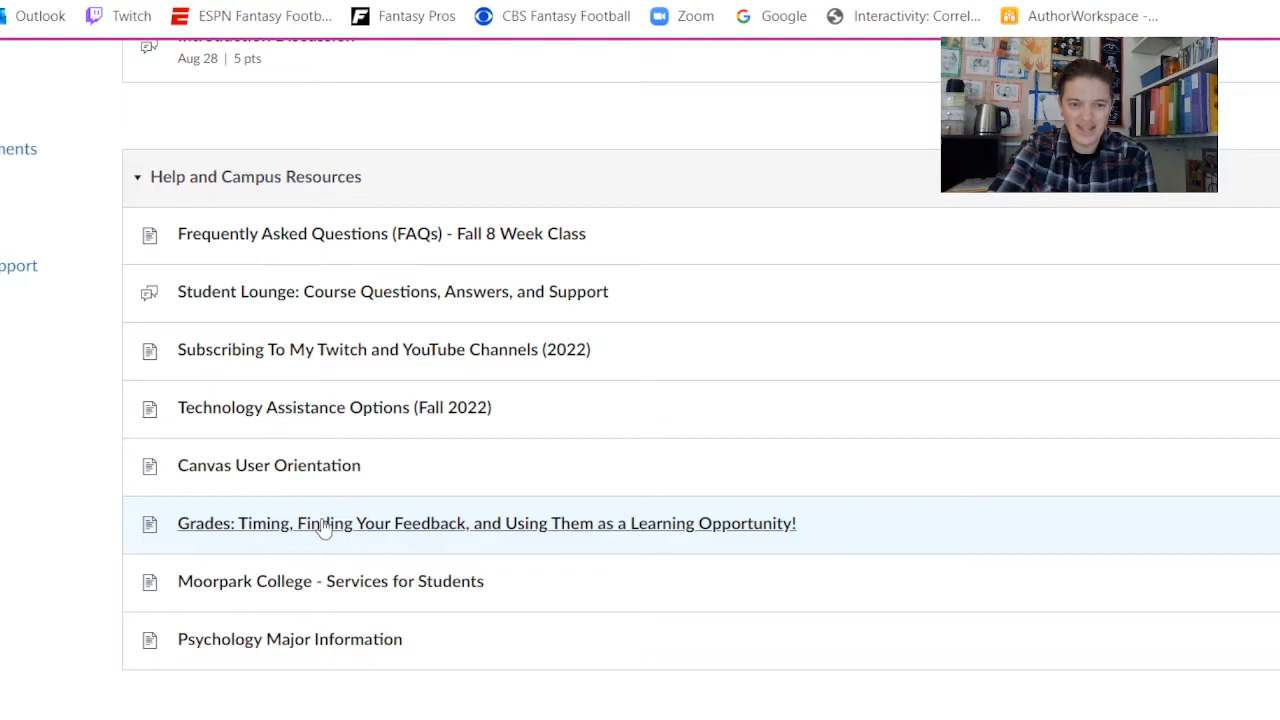 Outlook
Twitch
ESPN Fantasy Footb...
Fantasy Pros
CBS Fantasy Football
Zoom
Google
Interactivity: Correl...
AuthorWorkspace -...
Introduction Discussion
Aug 28 | 5 pts
nents
Help and Campus Resources
Frequently Asked Questions (FAQs) - Fall 8 Week Class
pport
Student Lounge: Course Questions, Answers, and Support
Subscribing To My Twitch and YouTube Channels (2022)
Technology Assistance Options (Fall 2022)
Canvas User Orientation
Grades: Timing, Finding Your Feedback, and Using Them as a Learning Opportunity!
Moorpark College - Services for Students
Psychology Major Information